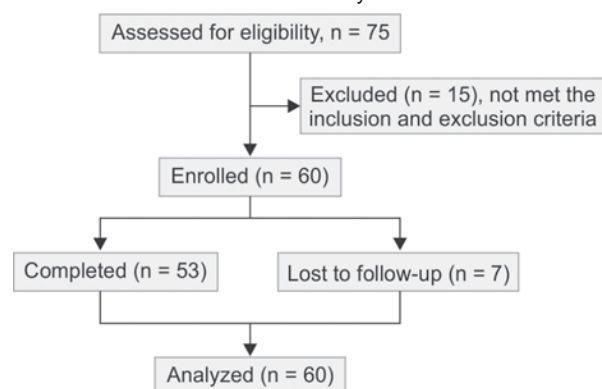 Assessed for eligibility, n = 75
Excluded (n = 15), not met the
inclusion and exclusion criteria
Enrolled (n = 60)
Completed (n = 53)
Lost to follow-up (n = 7)
Analyzed (n = 60)